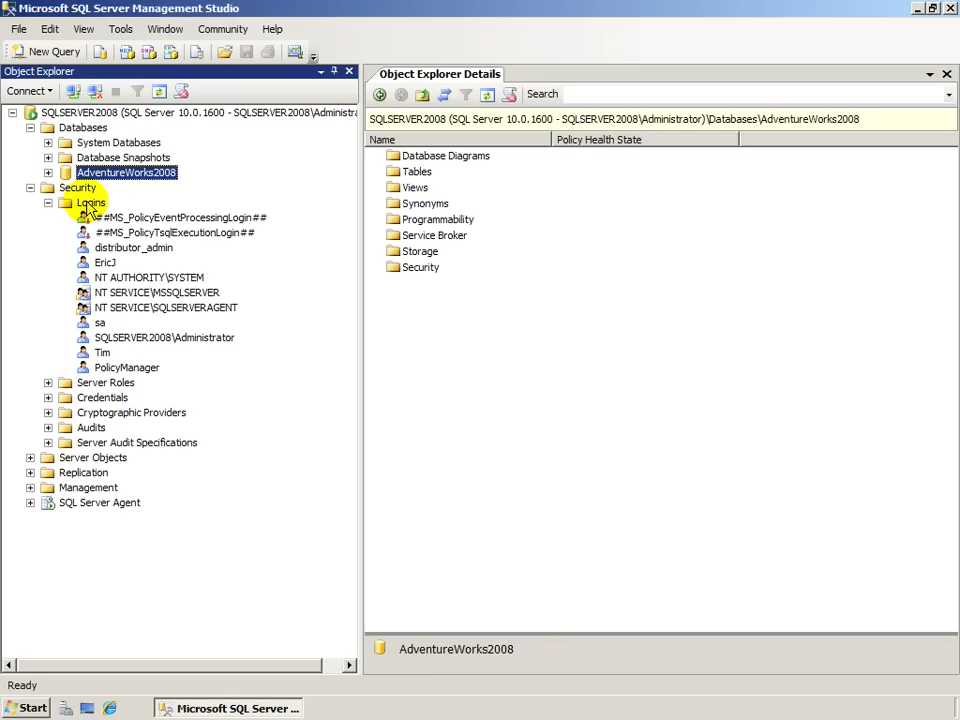 Microsoft SQL Server Management Studio
File Edit View Tools Window Community Help
New Query
Object Explorer
Connect
SQLSERVER2008 (SQL Server 10.0.1600 - SQLSERVER2008\Administra
Databases
System Databases
Database Snapshots
AdventureWorks2008
Security
Logins
##MS_PolicyEventProcessingLogin##
##MS_PolicyTsqlExecutionLogin##
distributor_admin
EricJ
NT AUTHORITY\SYSTEM
NT SERVICE\MSSQLSERVER
NT SERVICE\SQLSERVERAGENT
sa
SQLSERVER2008\Administrator
Tim
PolicyManager
Server Roles
Credentials
Cryptographic Providers
Audits
Server Audit Specifications
Server Objects
Replication
Management
SQL Server Agent
Object Explorer Details
Search
SQLSERVER2008 (SQL Server 10.0.1600 - SQLSERVER2008\Administrator)\Databases\AdventureWorks2008
Name Policy Health State
Database Diagrams
Tables
Views
Synonyms
Programmability
Service Broker
Storage
Security
AdventureWorks2008
Ready
Start Microsoft SQL Server ...